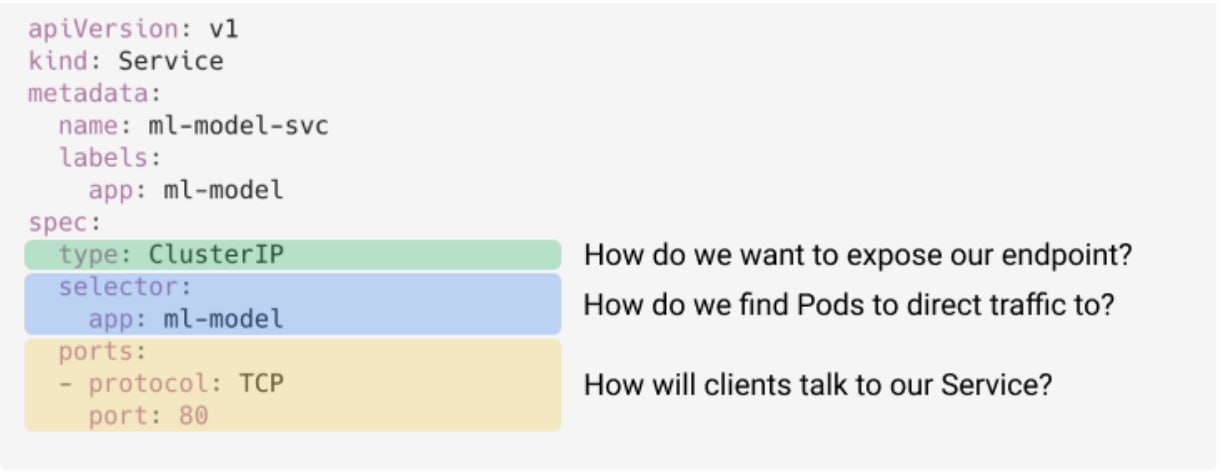 apiVersion: v1
kind: Service
metadata:
  name: ml-model-svc
  labels:
    app: ml-model
spec:
  type: ClusterIP
How do we want to expose our endpoint?
  selector:
    app: ml-model
How do we find Pods to direct traffic to?
  ports:
  - protocol: TCP
    port: 80
How will clients talk to our Service?